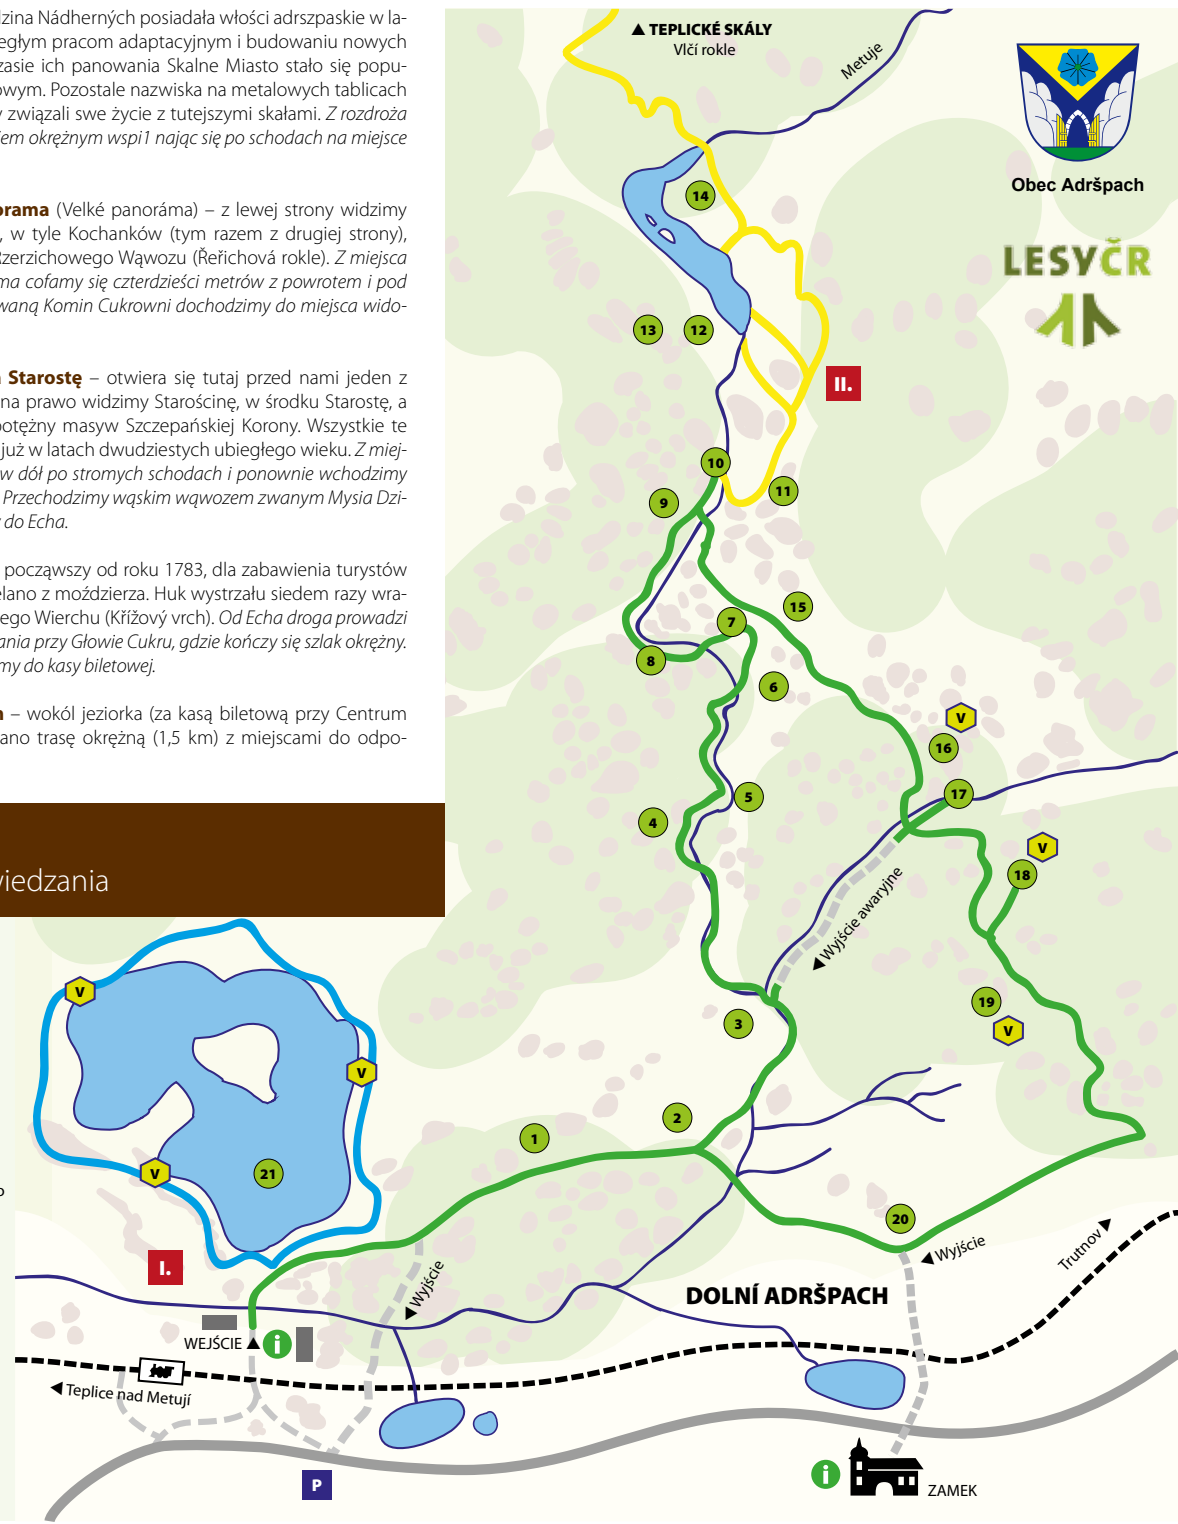 dzina Nádherných posiadała włości adrszpaskie w la-
egłym pracom adaptacyjnym i budowaniu nowych
zasie ich panowania Skalne Miasto stało się popu-
owym. Pozostale nazwiska na metalowych tablicach
y związali swe życie z tutejszymi skałami. Z rozdroża
iem okrężnym wspi1 nając się po schodach na miejsce
orama (Velké panoráma) – z lewej strony widzimy
, w tyle Kochanków (tym razem z drugiej strony),
Rzerzichowego Wąwozu (Řeřichová rokle). Z miejsca
ma cofamy się czterdzieści metrów z powrotem i pod
waną Komin Cukrowni dochodzimy do miejsca wido-
a Starostę – otwiera się tutaj przed nami jeden z
na prawo widzimy Starościnę, w środku Starostę, a
potężny masyw Szczepańskiej Korony. Wszystkie te
już w latach dwudziestych ubiegłego wieku. Z miej-
w dół po stromych schodach i ponownie wchodzimy
Przechodzimy wąskim wąwozem zwanym Mysia Dzi-
y do Echa.
począwszy od roku 1783, dla zabawienia turystów
elano z moździerza. Huk wystrzału siedem razy wra-
ego Wierchu (Křížový vrch). Od Echa droga prowadzi
ania przy Głowie Cukru, gdzie kończy się szlak okrężny.
my do kasy biletowej.
– wokól jeziorka (za kasą biletową przy Centrum
ano trasę okrężną (1,5 km) z miejscami do odpo-
iedzania
▲ TEPLICKÉ SKÁLY
Vlčí rokle
Metuje
Obec Adršpach
LESYČR
14
13
12
II.
10
11
9
15
7
8
6
V
16
17
5
4
V
18
Wyjście awaryjne
19
V
3
V
V
2
1
V
21
20
Wyjście
Trutnov
I.
Wyjście
DOLNÍ ADRŠPACH
WEJŚCIE ▲
i
Teplice nad Metují
P
i
ZAMEK